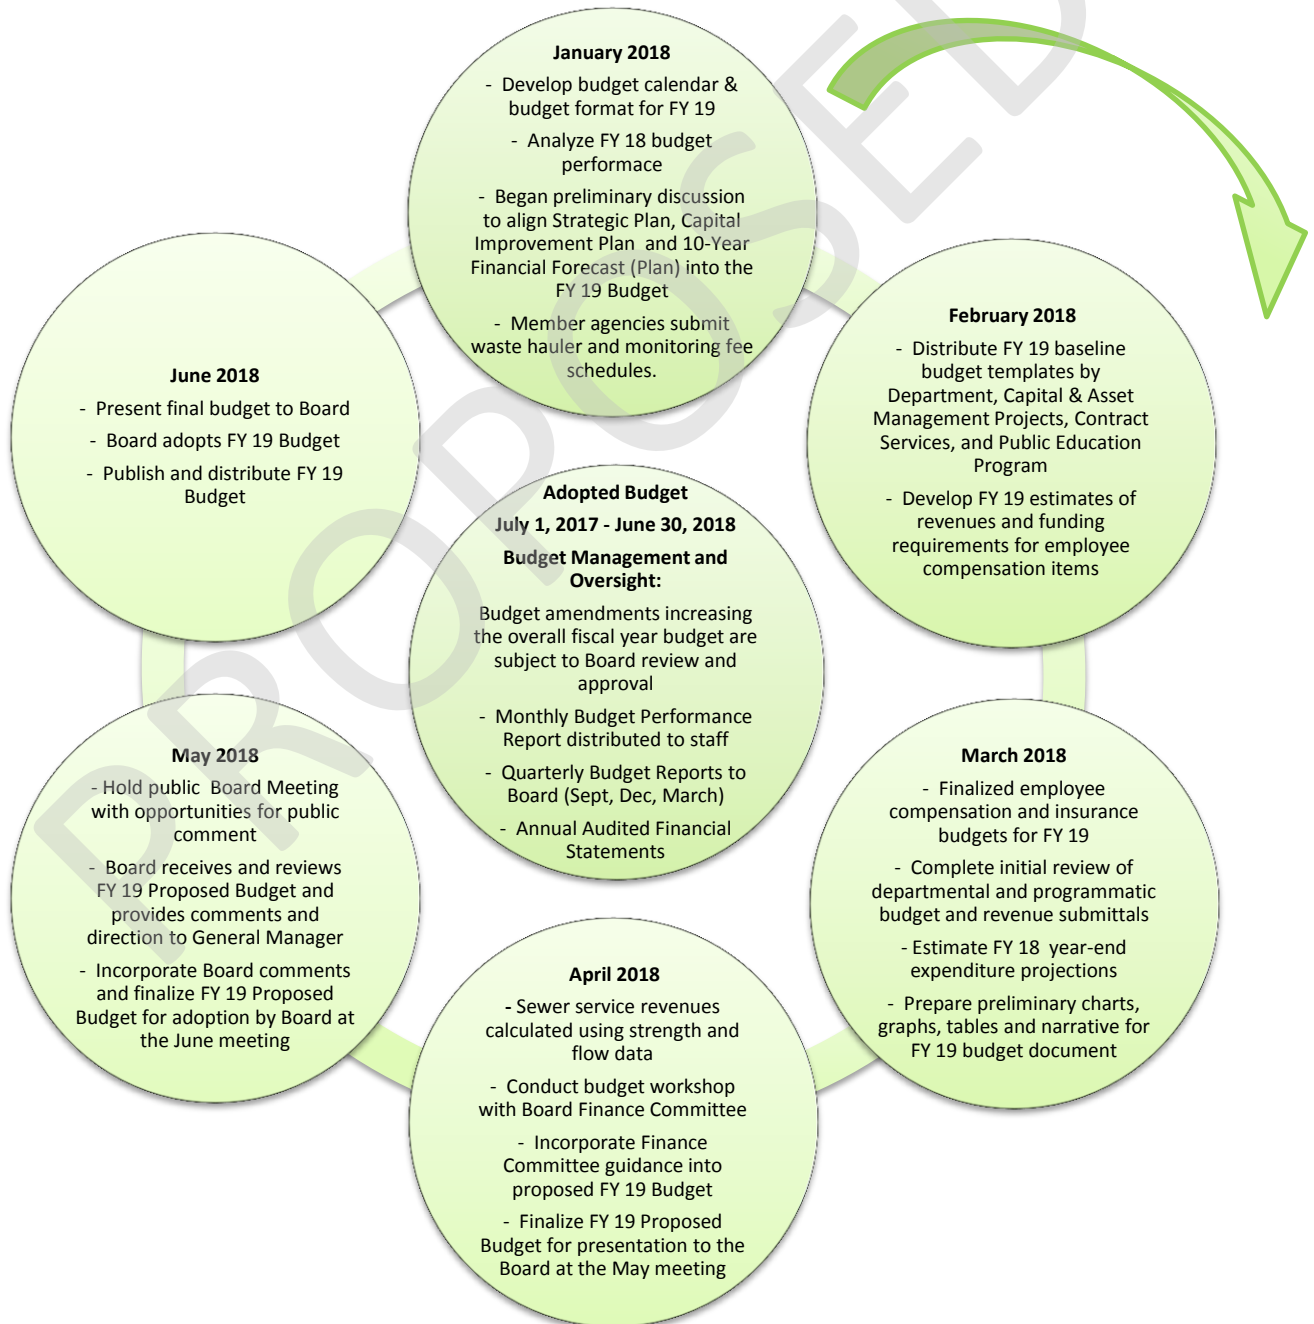 January 2018
- Develop budget calendar &
budget format for FY 19
- Analyze FY 18 budget
performace
- Began preliminary discussion
to align Strategic Plan, Capital
Improvement Plan and 10-Year
Financial Forecast (Plan) into the
FY 19 Budget
- Member agencies submit
waste hauler and monitoring fee
schedules.
February 2018
- Distribute FY 19 baseline
budget templates by
Department, Capital & Asset
Management Projects, Contract
Services, and Public Education
Program
- Develop FY 19 estimates of
revenues and funding
requirements for employee
compensation items
March 2018
- Finalized employee
compensation and insurance
budgets for FY 19
- Complete initial review of
departmental and programmatic
budget and revenue submittals
- Estimate FY 18 year-end
expenditure projections
- Prepare preliminary charts,
graphs, tables and narrative for
FY 19 budget document
April 2018
- Sewer service revenues
calculated using strength and
flow data
- Conduct budget workshop
with Board Finance Committee
- Incorporate Finance
Committee guidance into
proposed FY 19 Budget
- Finalize FY 19 Proposed
Budget for presentation to the
Board at the May meeting
May 2018
- Hold public Board Meeting
with opportunities for public
comment
- Board receives and reviews
FY 19 Proposed Budget and
provides comments and
direction to General Manager
- Incorporate Board comments
and finalize FY 19 Proposed
Budget for adoption by Board at
the June meeting
June 2018
- Present final budget to Board
- Board adopts FY 19 Budget
- Publish and distribute FY 19
Budget
Adopted Budget
July 1, 2017 - June 30, 2018
Budget Management and
Oversight:
Budget amendments increasing
the overall fiscal year budget are
subject to Board review and
approval
- Monthly Budget Performance
Report distributed to staff
- Quarterly Budget Reports to
Board (Sept, Dec, March)
- Annual Audited Financial
Statements
PROPOSED